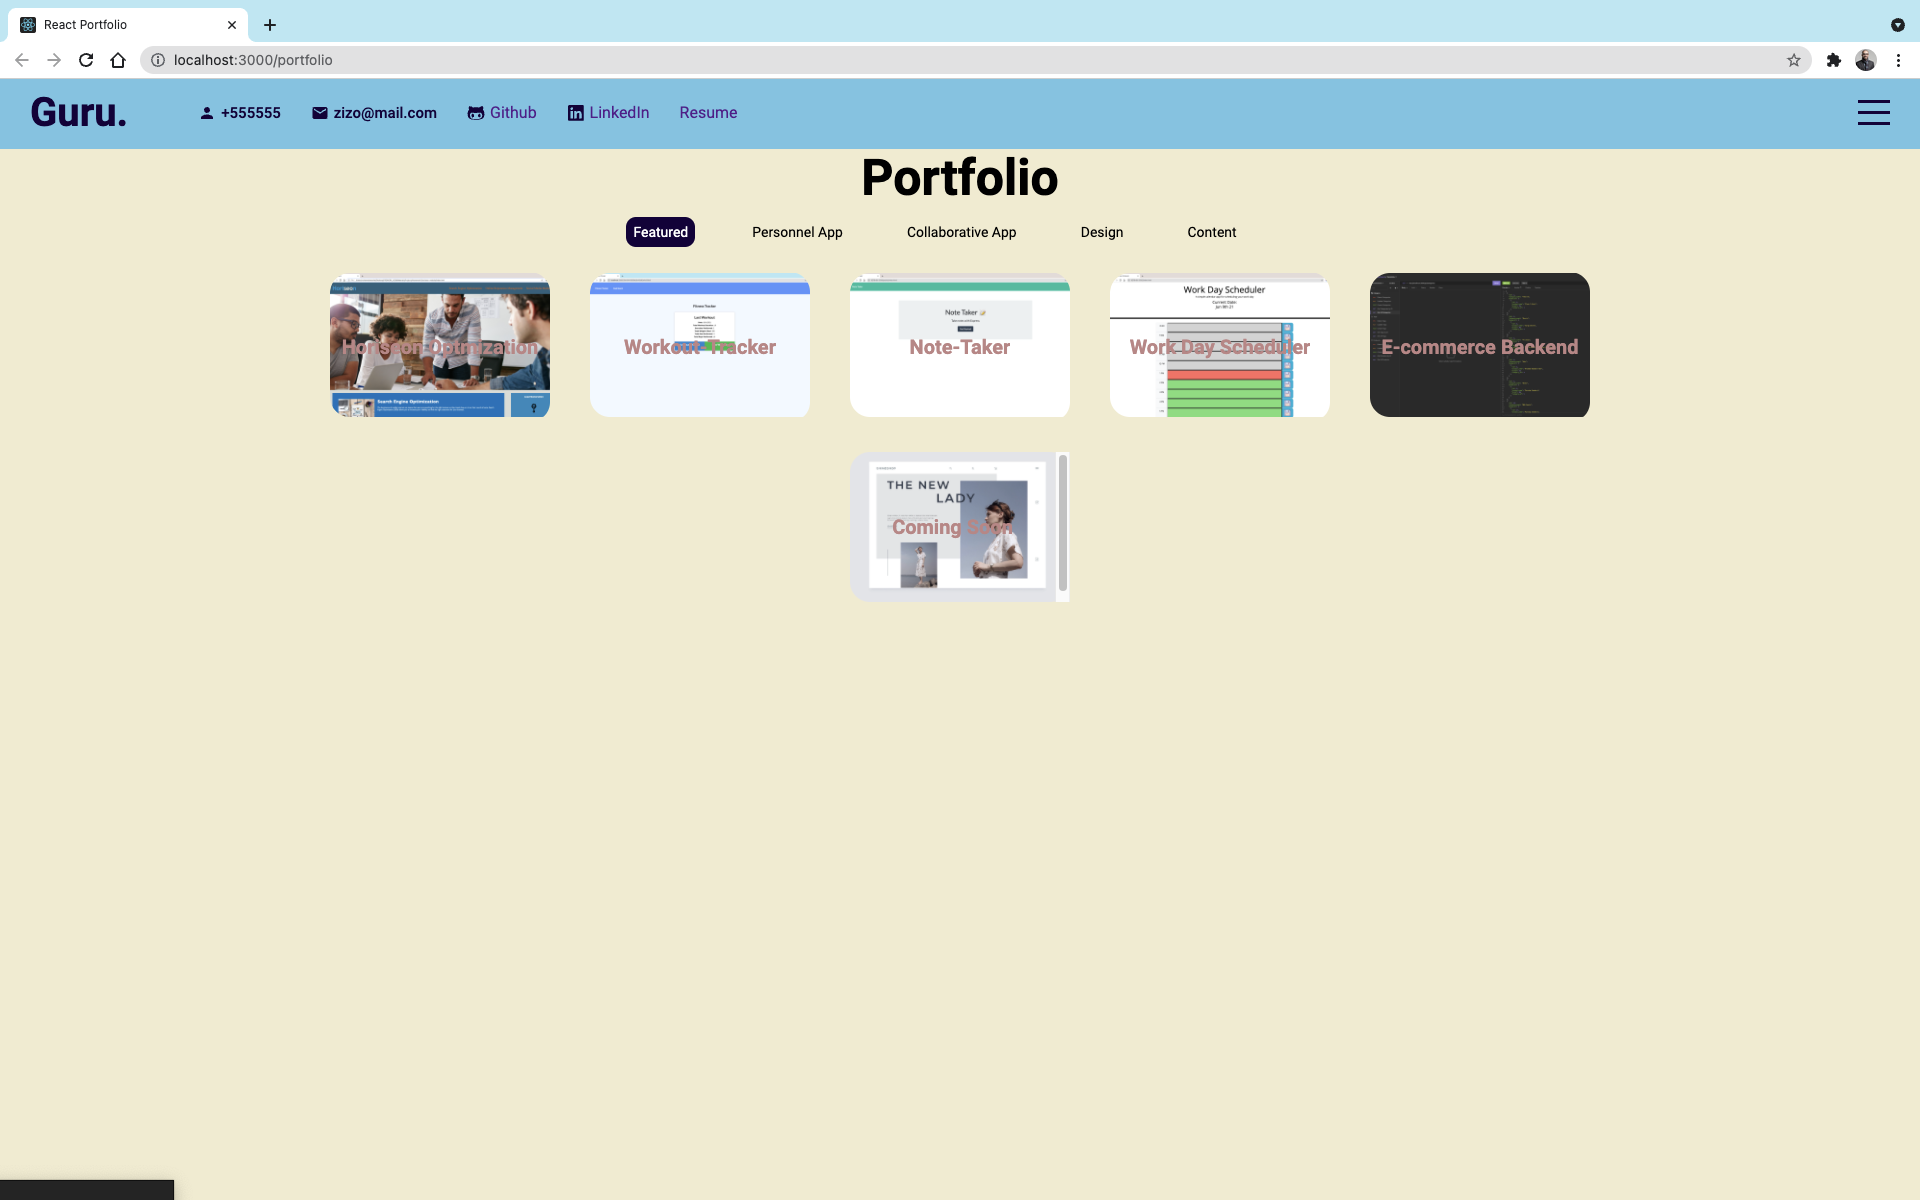 React Portfolio
localhost:3000/portfolio
Guru.
+555555
zizo@mail.com
Github
LinkedIn
Resume
Portfolio
Featured
Personnel App
Collaborative App
Design
Content
Horiseon Optmization
Search Engine Optimization
Fitness Tracker
Last Workout
Workout-Tracker
Note Taker
Note-Taker
Work Day Scheduler
Current Date:
Work Day Scheduler
E-commerce Backend
THE NEW
LADY
Coming Soon